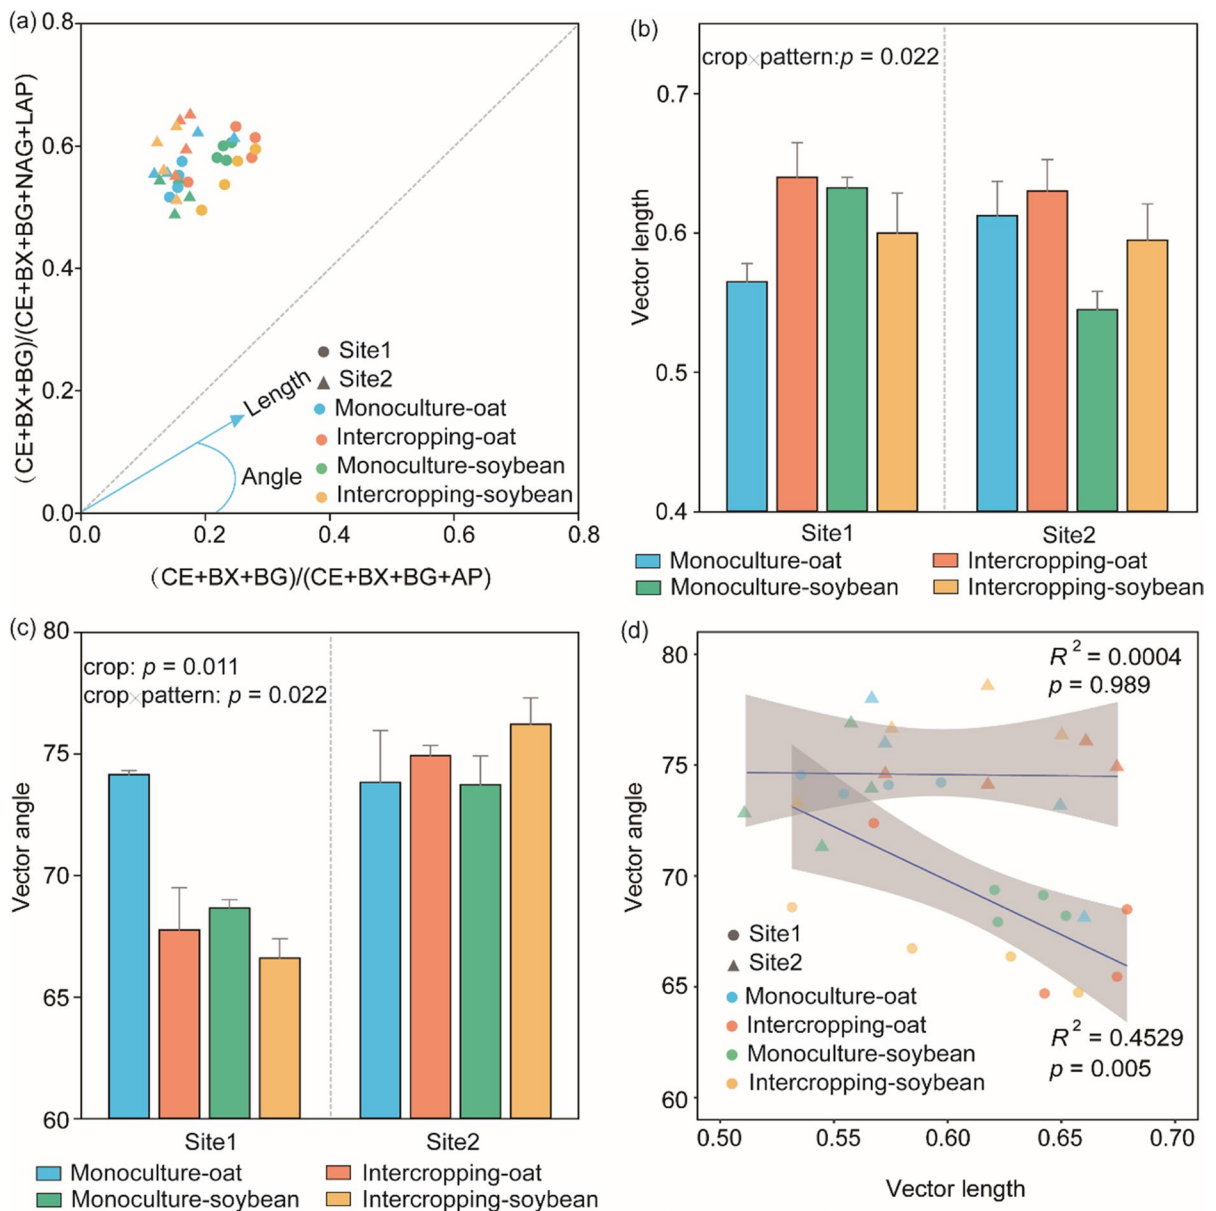 (a)
0.8
0.6
0.4
0.2
0.0
0.0
0.2
0.4
0.6
0.8
(CE+BX+BG)/(CE+BX+BG+NAG+LAP)
(CE+BX+BG)/(CE+BX+BG+AP)
Length
Angle
Site1
Site2
Monoculture-oat
Intercropping-oat
Monoculture-soybean
Intercropping-soybean
(b)
crop×pattern:p = 0.022
0.7
0.6
0.5
0.4
Vector length
Site1
Site2
Monoculture-oat
Intercropping-oat
Monoculture-soybean
Intercropping-soybean
(c)
80
75
70
65
60
Vector angle
crop: p = 0.011
crop×pattern: p = 0.022
Site1
Site2
Monoculture-oat
Intercropping-oat
Monoculture-soybean
Intercropping-soybean
(d)
80
75
70
65
60
Vector angle
R² = 0.0004
p = 0.989
Site1
Site2
Monoculture-oat
Intercropping-oat
Monoculture-soybean
Intercropping-soybean
R² = 0.4529
p = 0.005
0.50
0.55
0.60
0.65
0.70
Vector length